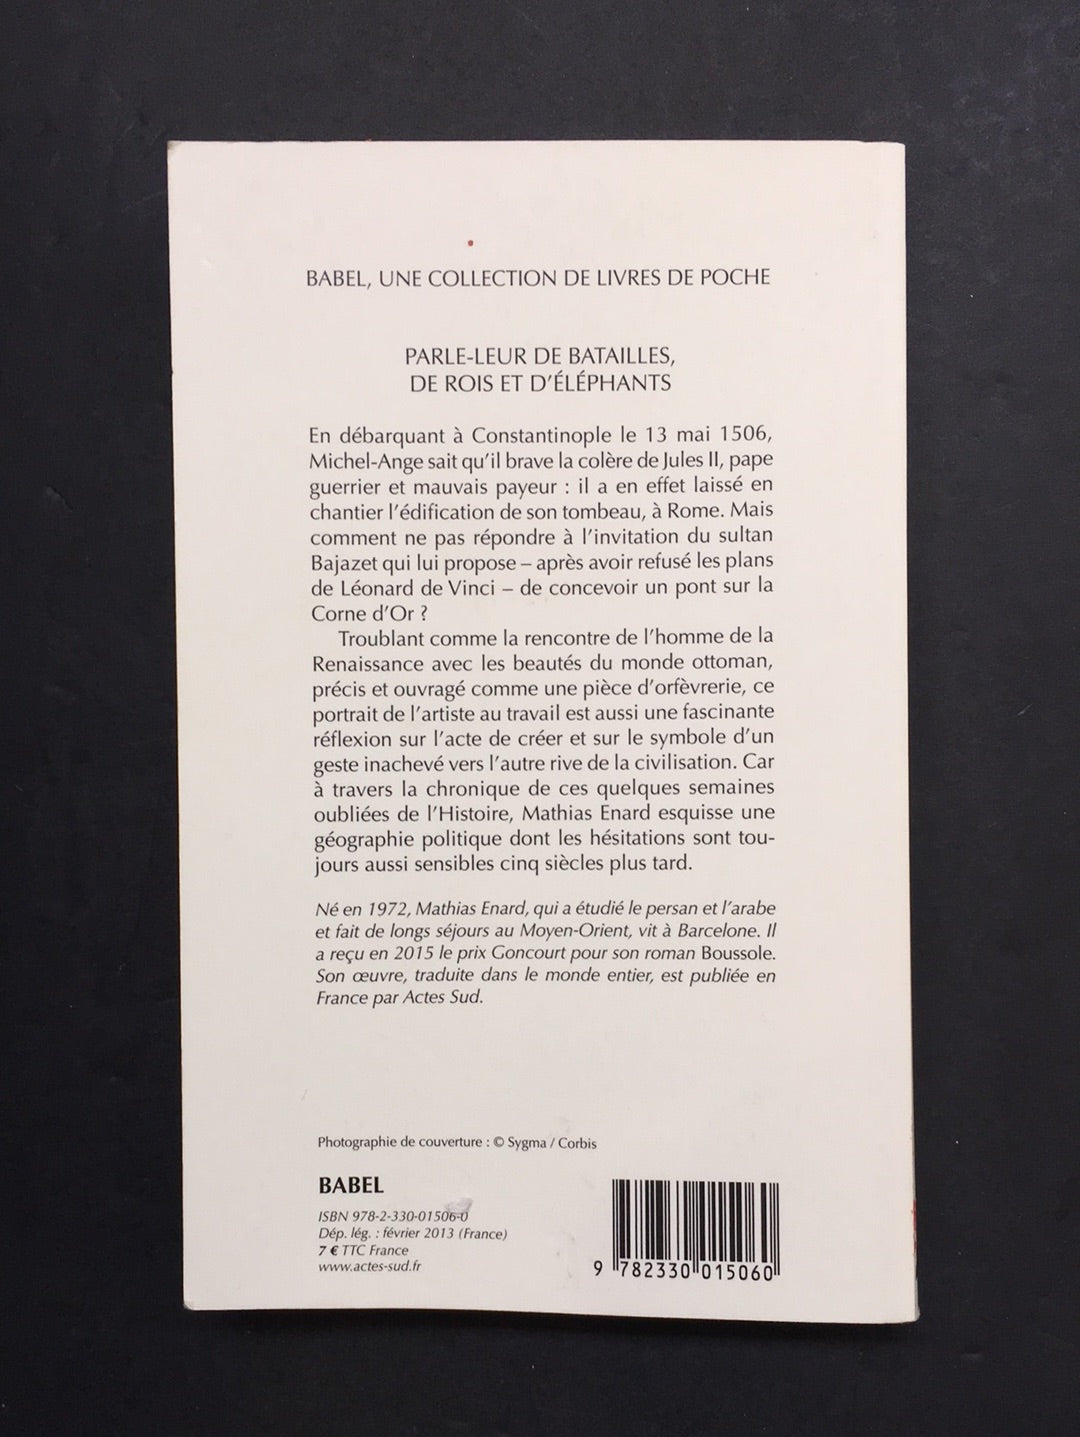 BABEL, UNE COLLECTION DE LIVRES DE POCHE
PARLE-LEUR DE BATAILLES,
DE ROIS ET D'ÉLÉPHANTS
En débarquant à Constantinople le 13 mai 1506,
Michel-Ange sait qu'il brave la colère de Jules II, pape
guerrier et mauvais payeur : il a en effet laissé en
chantier l'édification de son tombeau, à Rome. Mais
comment ne pas répondre à l'invitation du sultan
Bajazet qui lui propose – après avoir refusé les plans
de Léonard de Vinci – de concevoir un pont sur la
Corne d'Or ?
Troublant comme la rencontre de l'homme de la
Renaissance avec les beautés du monde ottoman,
précis et ouvragé comme une pièce d'orfèvrerie, ce
portrait de l'artiste au travail est aussi une fascinante
réflexion sur l'acte de créer et sur le symbole d'un
geste inachevé vers l'autre rive de la civilisation. Car
à travers la chronique de ces quelques semaines
oubliées de l'Histoire, Mathias Enard esquisse une
géographie politique dont les hésitations sont tou-
jours aussi sensibles cinq siècles plus tard.
Né en 1972, Mathias Enard, qui a étudié le persan et l'arabe
et fait de longs séjours au Moyen-Orient, vit à Barcelone. Il
a reçu en 2015 le prix Goncourt pour son roman Boussole.
Son œuvre, traduite dans le monde entier, est publiée en
France par Actes Sud.
Photographie de couverture : © Sygma / Corbis
BABEL
ISBN 978-2-330-01506-0
Dép. lég. : février 2013 (France)
7 € TTC France
www.actes-sud.fr
9 782330 015060